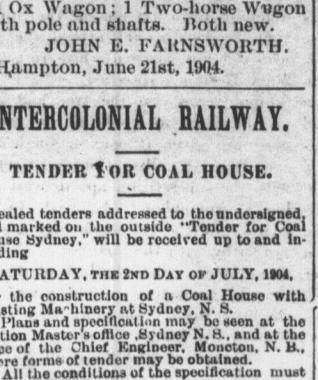 Ox Wagon; 1 Two-horse Wagon
th pole and shafts. Both new.
JOHN E. FARNSWORTH.
Hampton, June 21st, 1904.
NTERCOLONIAL RAILWAY.
TENDER FOR COAL HOUSE.
ealed tenders addressed to the undersigned,
marked on the outside "Tender for Coal
use Sydney," will be received up to and in-
ding
ATURDAY, THE 2ND DAY OF JULY, 1904,
the construction of a Coal House with
sting Machinery at Sydney, N. S.
Plans and specification may be seen at the
tion Master's office, Sydney N. S., and at the
ce of the Chief Engineer, Moncton, N. B.,
ere forms of tender may be obtained.
All the conditions of the specification must